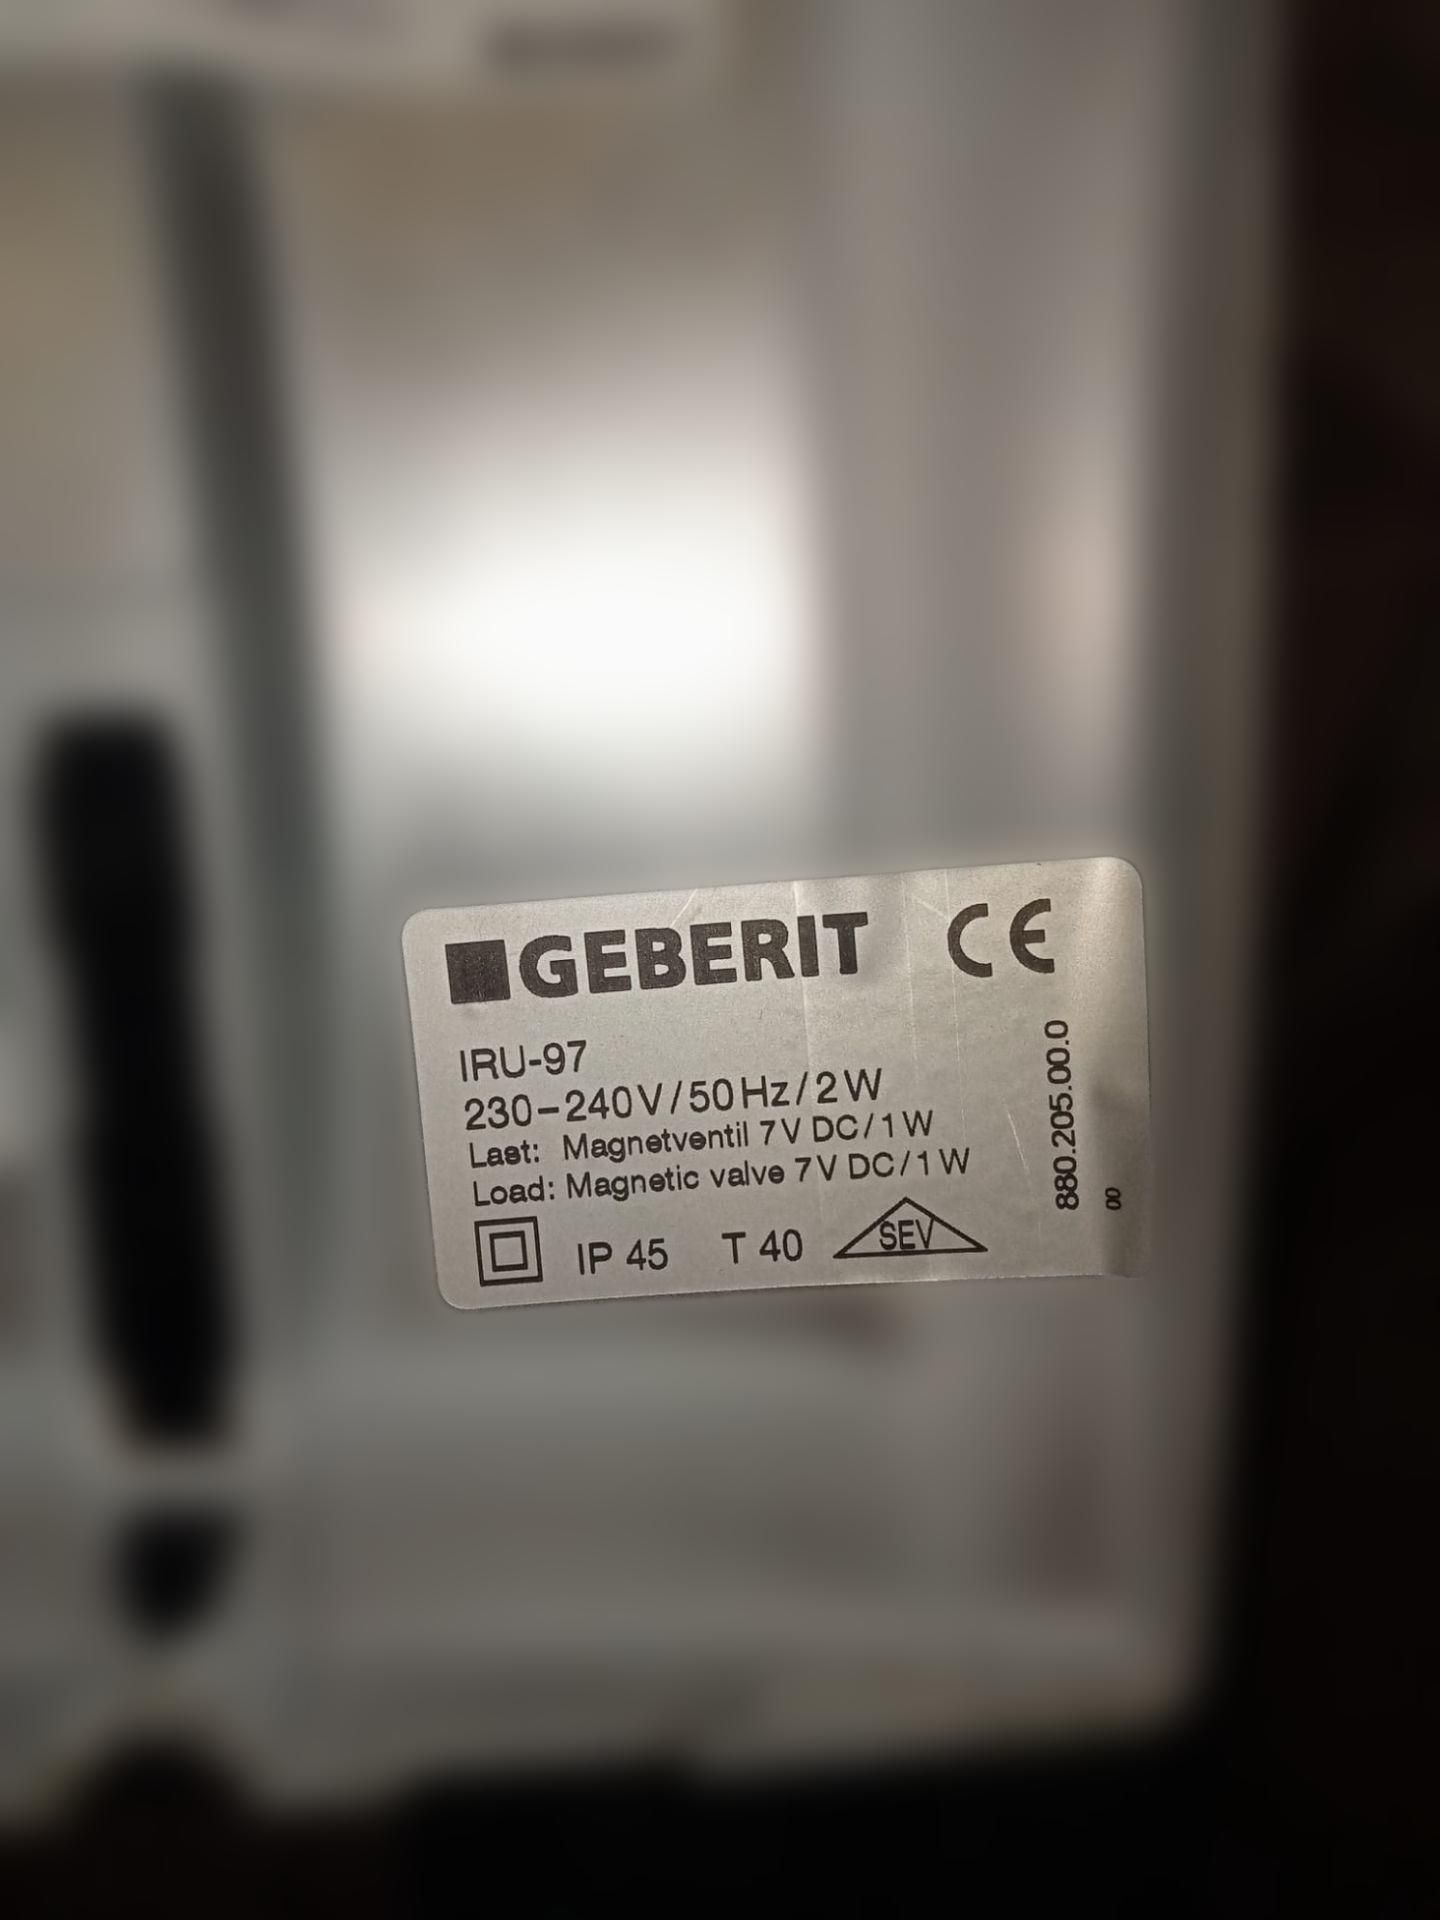 GEBERIT CE
IRU-97
230-240V/50Hz/2W
Last: Magnetventil 7V DC/1W
Load: Magnetic valve 7V DC/1W
IP 45 T 40 SEV
880.205.00.0
00